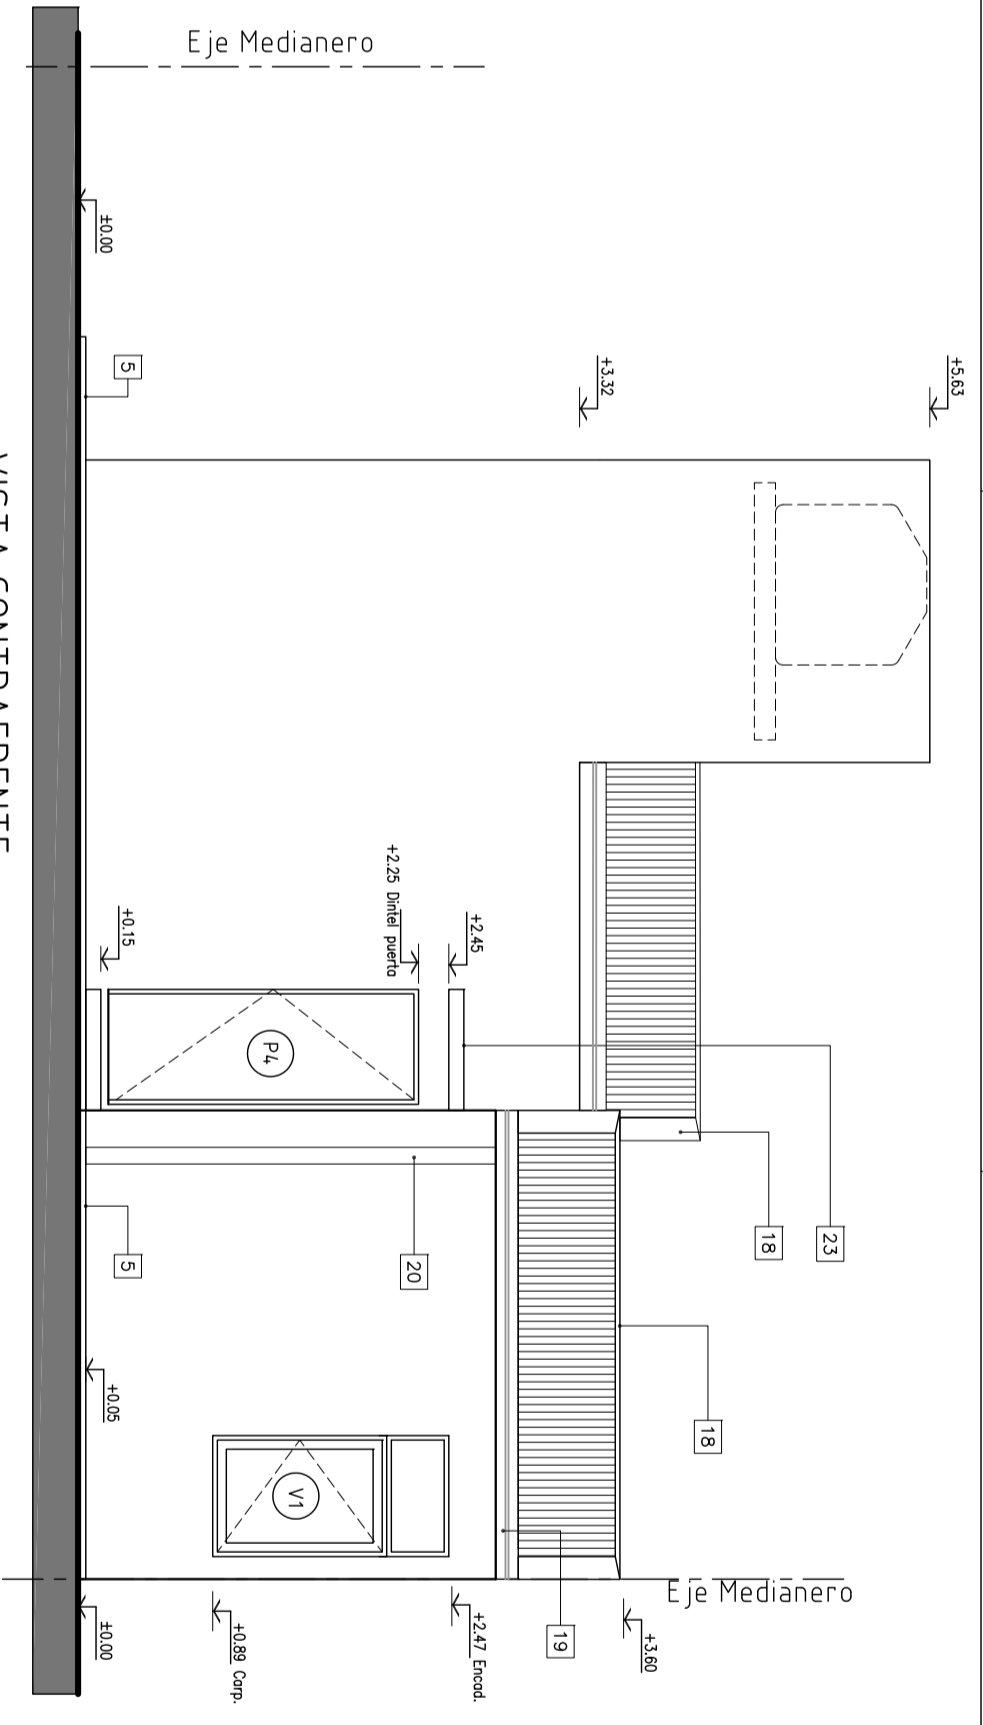 Eje Medianero
±0.00
5
+3.32
+5.63
+0.15
+2.25 Dintel puerta
+2.45
P4
23
18
18
20
5
+0.05
V1
19
Eje Medianero
±0.00
+0.89 Carp.
+2.47 Encad.
+3.60
VISTA CONTRAFRENTE